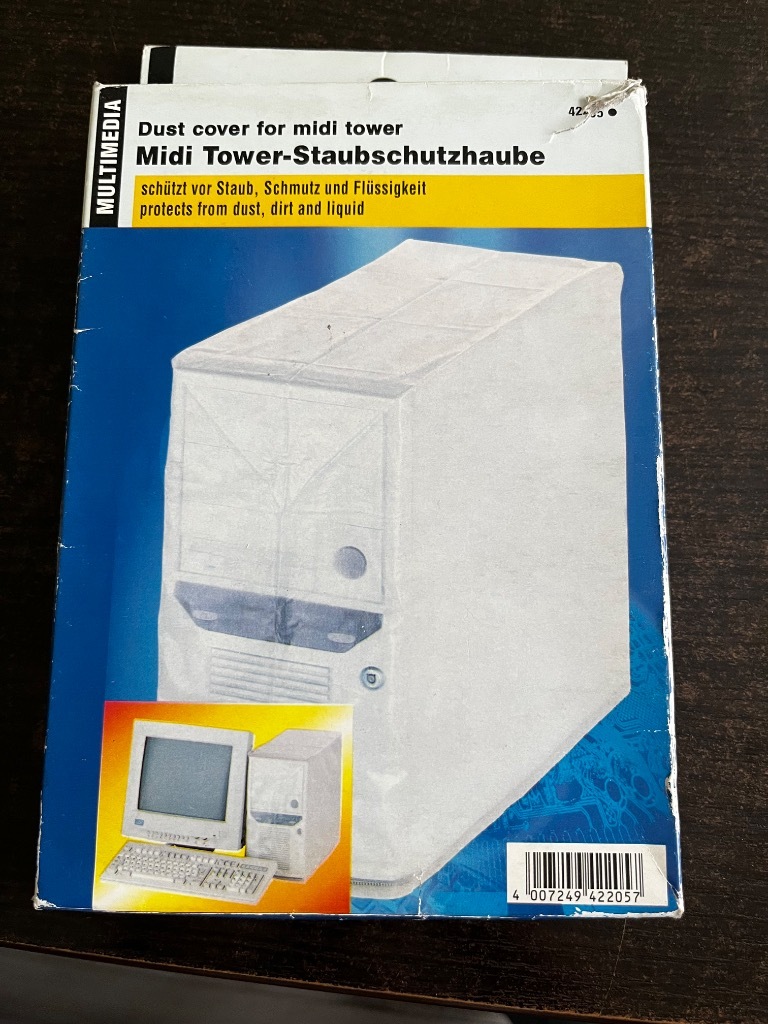 MULTIMEDIA
Dust cover for midi tower
Midi Tower-Staubschutzhaube
schützt vor Staub, Schmutz und Flüssigkeit
protects from dust, dirt and liquid
4 007249 422057